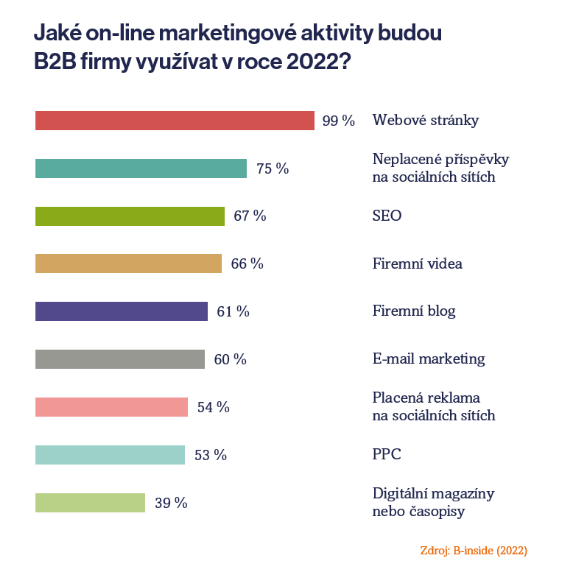 Jaké on-line marketingové aktivity budou
B2B firmy využívat v roce 2022?
99 % Webové stránky
75 % Neplacené příspěvky
na sociálních sítích
67 % SEO
66 % Firemní videa
61 % Firemní blog
60 % E-mail marketing
54 % Placená reklama
na sociálních sítích
53 % PPC
39 % Digitální magazíny
nebo časopisy
Zdroj: B-inside (2022)